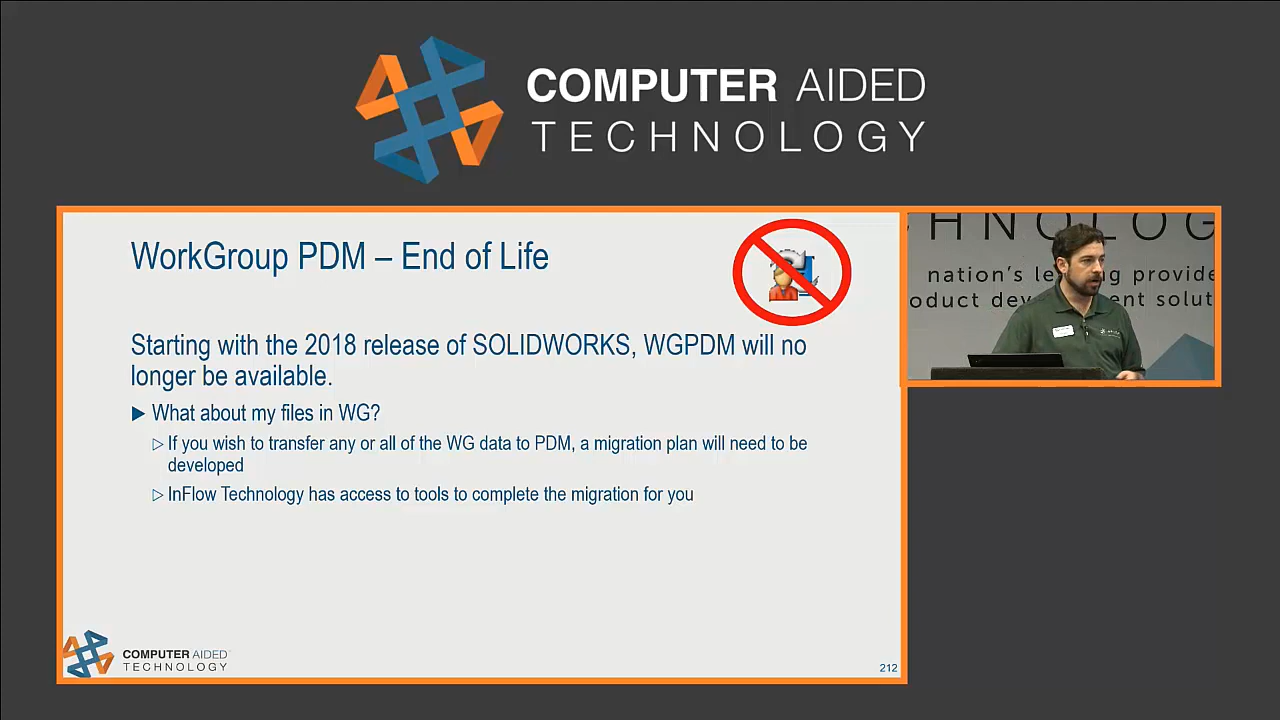 COMPUTER AIDED
TECHNOLOGY
WorkGroup PDM – End of Life
Starting with the 2018 release of SOLIDWORKS, WGPDM will no
longer be available.
▶ What about my files in WG?
▷ If you wish to transfer any or all of the WG data to PDM, a migration plan will need to be
developed
▷ InFlow Technology has access to tools to complete the migration for you
COMPUTER AIDED
TECHNOLOGY
212
HNOLOG
nation's
provide
oduct
solut